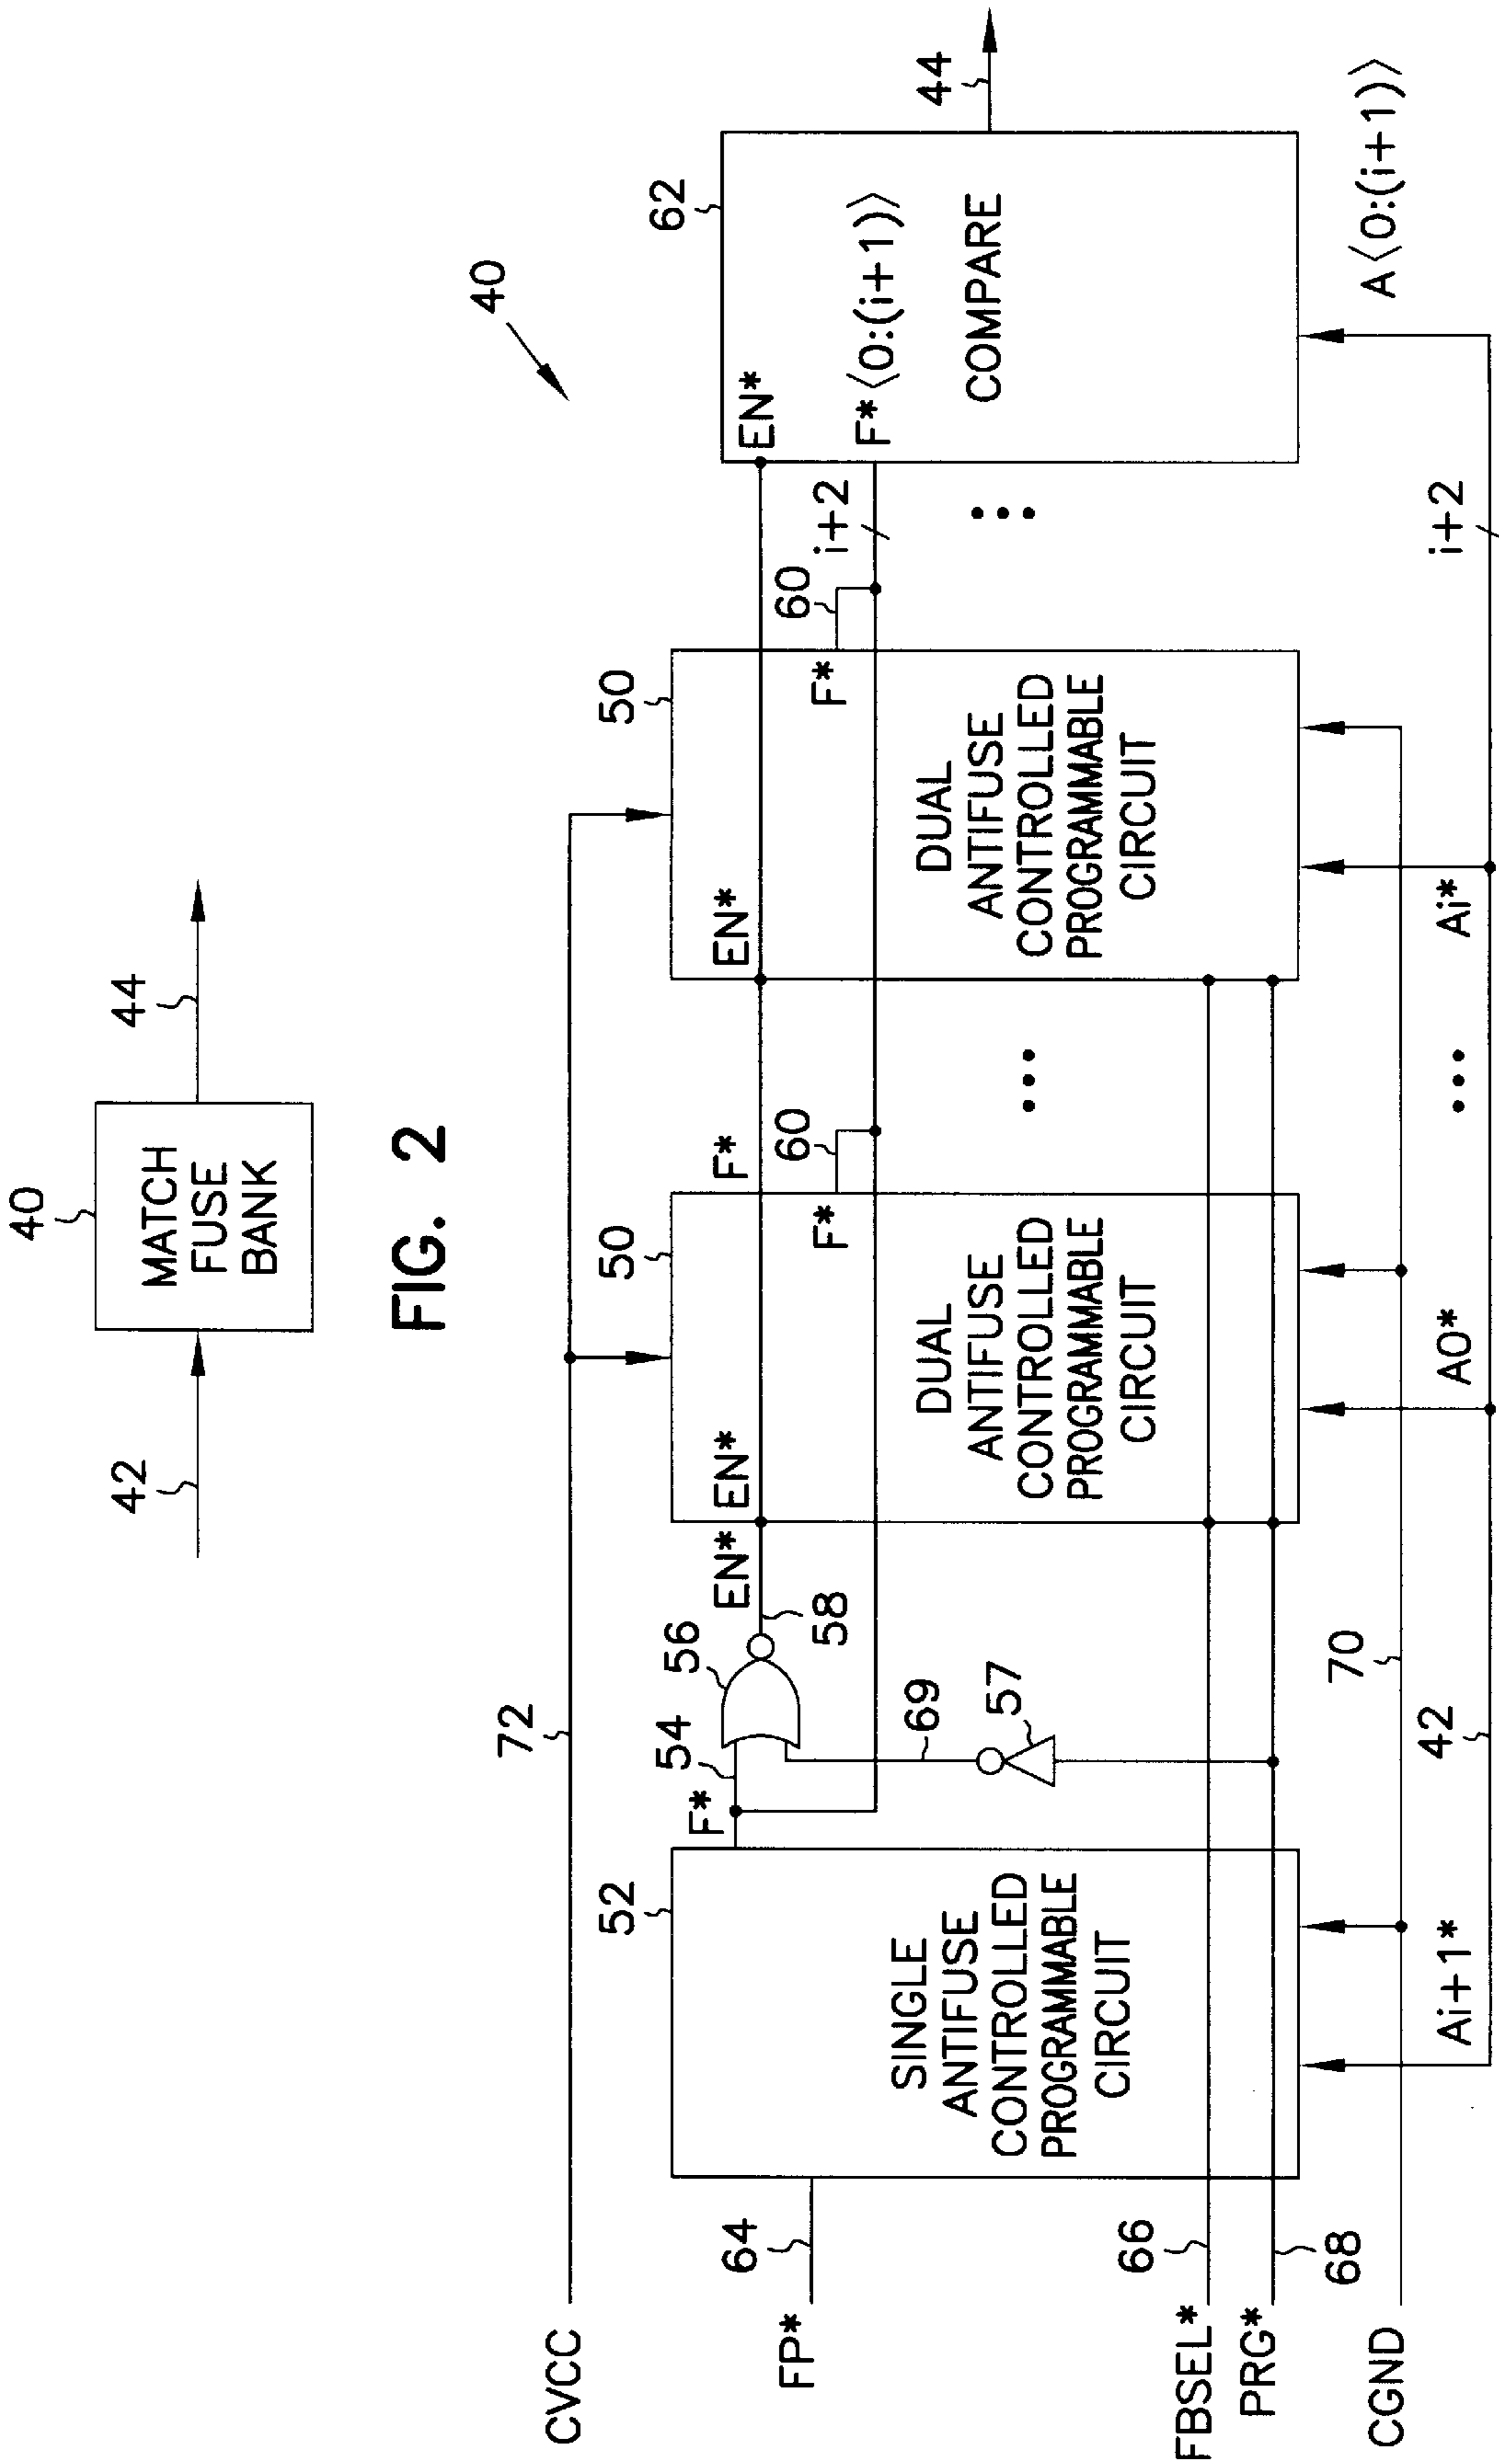 40
MATCH
FUSE
BANK
42
44
FIG. 2
40
CVCC
72
52
SINGLE
ANTIFUSE
CONTROLLED
PROGRAMMABLE
CIRCUIT
FP*
64
F*
54
56
EN*
58
69
57
50
EN*
EN*
F*
F*
60
DUAL
ANTIFUSE
CONTROLLED
PROGRAMMABLE
CIRCUIT
50
F*
60
DUAL
ANTIFUSE
CONTROLLED
PROGRAMMABLE
CIRCUIT
i+2
62
EN*
F*⟨0:(i+1)⟩
COMPARE
44
FBSEL*
66
PRG*
68
CGND
70
Ai+1*
42
A0*
Ai*
i+2
A⟨0:(i+1)⟩